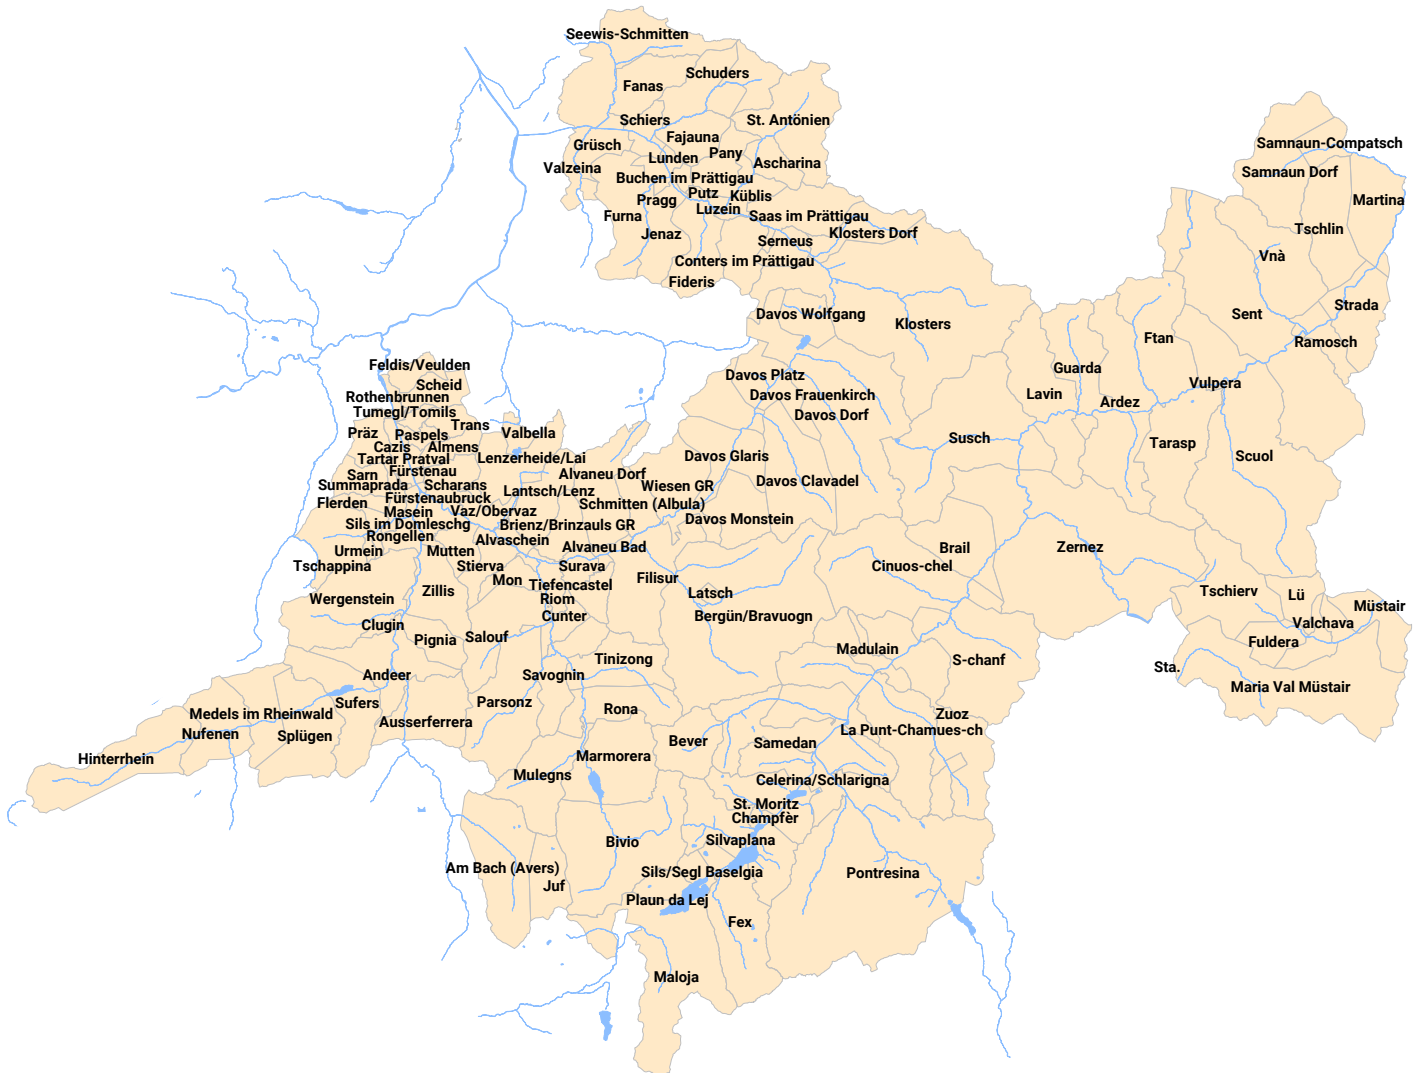 Seewis-Schmitten
Schuders
Fanas
Schiers
St. Antönien
Fajauna
Grüsch
Pany
Lunden
Ascharina
Valzeina
Buchen im Prättigau
Putz
Küblis
Pragg
Luzein
Furna
Saas im Prättigau
Jenaz
Klosters Dorf
Serneus
Conters im Prättigau
Fideris
Samnaun-Compatsch
Samnaun Dorf
Martina
Tschlin
Vnà
Strada
Sent
Ramosch
Davos Wolfgang
Klosters
Ftan
Guarda
Vulpera
Lavin
Ardez
Feldis/Veulden
Scheid
Rothenbrunnen
Tumegl/Tomils
Trans
Davos Platz
Davos Frauenkirch
Davos Dorf
Präz
Paspels
Valbella
Cazis
Almens
Susch
Tarasp
Tartar Pratval
Lenzerheide/Lai
Davos Glaris
Scuol
Sarn
Fürstenau
Alvaneu Dorf
Summaprada
Scharans
Lantsch/Lenz
Wiesen GR
Davos Clavadel
Flerden
Fürstenaubruck
Schmitten (Albula)
Masein
Vaz/Obervaz
Davos Monstein
Sils im Domleschg
Brienz/Brinzauls GR
Rongellen
Alvaschein
Urmein
Mutten
Alvaneu Bad
Brail
Zernez
Tschappina
Stierva
Surava
Cinuos-chel
Mon
Filisur
Tiefencastel
Zillis
Latsch
Tschierv
Lü
Wergenstein
Riom
Müstair
Cunter
Bergün/Bravuogn
Valchava
Clugin
Pignia
Salouf
Fuldera
Madulain
Tinizong
S-chanf
Sta.
Andeer
Savognin
Maria Val Müstair
Sufers
Parsonz
Rona
Medels im Rheinwald
Zuoz
Ausserferrera
Nufenen
Splügen
La Punt-Chamues-ch
Bever
Samedan
Hinterrhein
Marmorera
Mulegns
Celerina/Schlarigna
St. Moritz
Champfèr
Bivio
Silvaplana
Am Bach (Avers)
Sils/Segl Baselgia
Pontresina
Juf
Plaun da Lej
Fex
Maloja